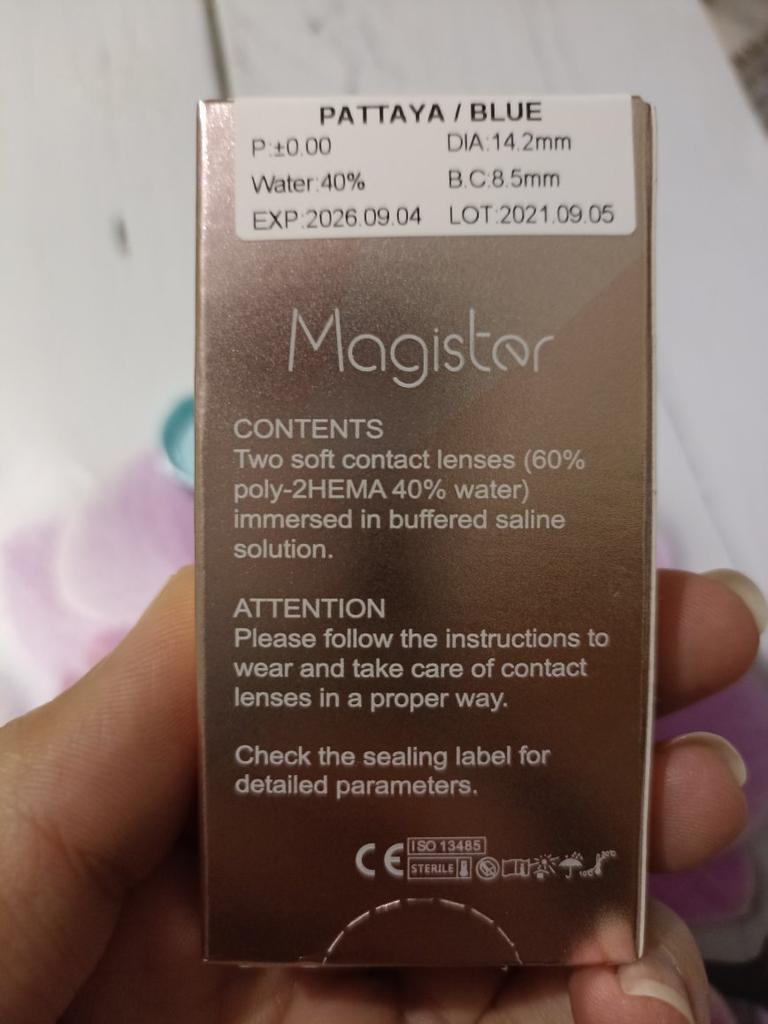 PATTAYA / BLUE
P:±0.00 DIA:14.2mm
Water:40% B.C:8.5mm
EXP:2026.09.04 LOT:2021.09.05
Magister
CONTENTS
Two soft contact lenses (60%
poly-2HEMA 40% water)
immersed in buffered saline
solution.
ATTENTION
Please follow the instructions to
wear and take care of contact
lenses in a proper way.
Check the sealing label for
detailed parameters.
CE ISO 13485
STERILE